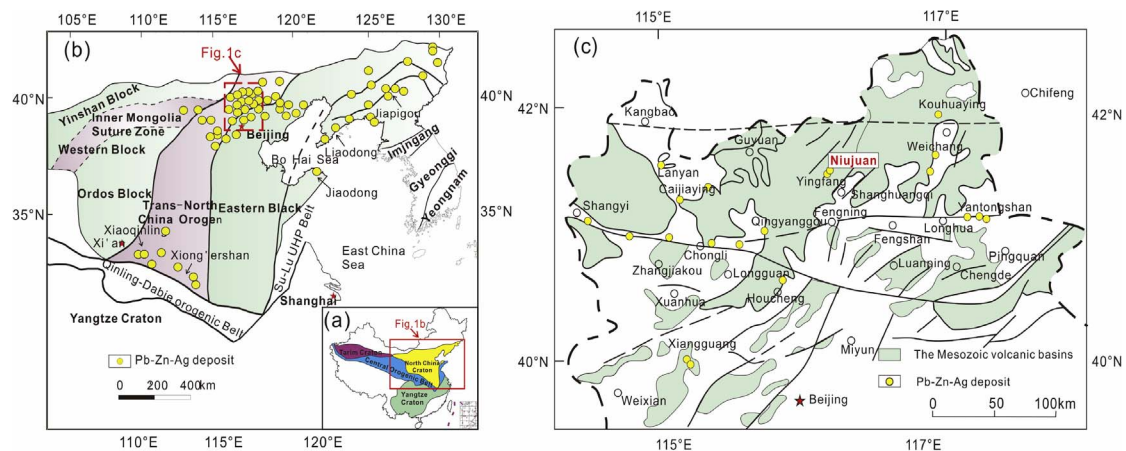 105°E
110°E
115°E
120°E
125°E
130°E
(b)
Fig.1c
40°N
Yinshan Block
Inner Mongolia
Suture Zone
Western Block
Beijing
Jiapigou
40°N
Liaodong
Imjingang
Bo Hai Sea
Gyeonggi
Jiaodong
Yeongnam
Ordos Block
Trans-North
China Orogen
Eastern Black
35°N
35°N
Xiaoqinling
Xi'an
Xiong'ershan
Su-Lu UHP Belt
East China
Sea
Qinling-Dabie orogenic Belt
Shanghai
Yangtze Craton
(a)
Fig.1b
Tarim Craton
North China
Craton
Central Orogenic Belt
Yangtze
Craton
Pb-Zn-Ag deposit
0
200
400km
110°E
115°E
120°E
115°E
117°E
(c)
42°N
42°N
Chifeng
Kangbao
Kouhuaying
Guyuan
Weichang
Niujuan
Lanyan
Yingfang
Caijiaying
Shanghuangqi
Shangyi
Yantongshan
Qingyanggou
Fengning
Chongli
Fengshan
Longhua
Pingquan
Zhangjiakou
Longguan
Luanping
Chengde
Xuanhua
Houcheng
Xiangguang
Miyun
40°N
40°N
The Mesozoic volcanic basins
Pb-Zn-Ag deposit
Weixian
Beijing
0
50
100km
115°E
117°E